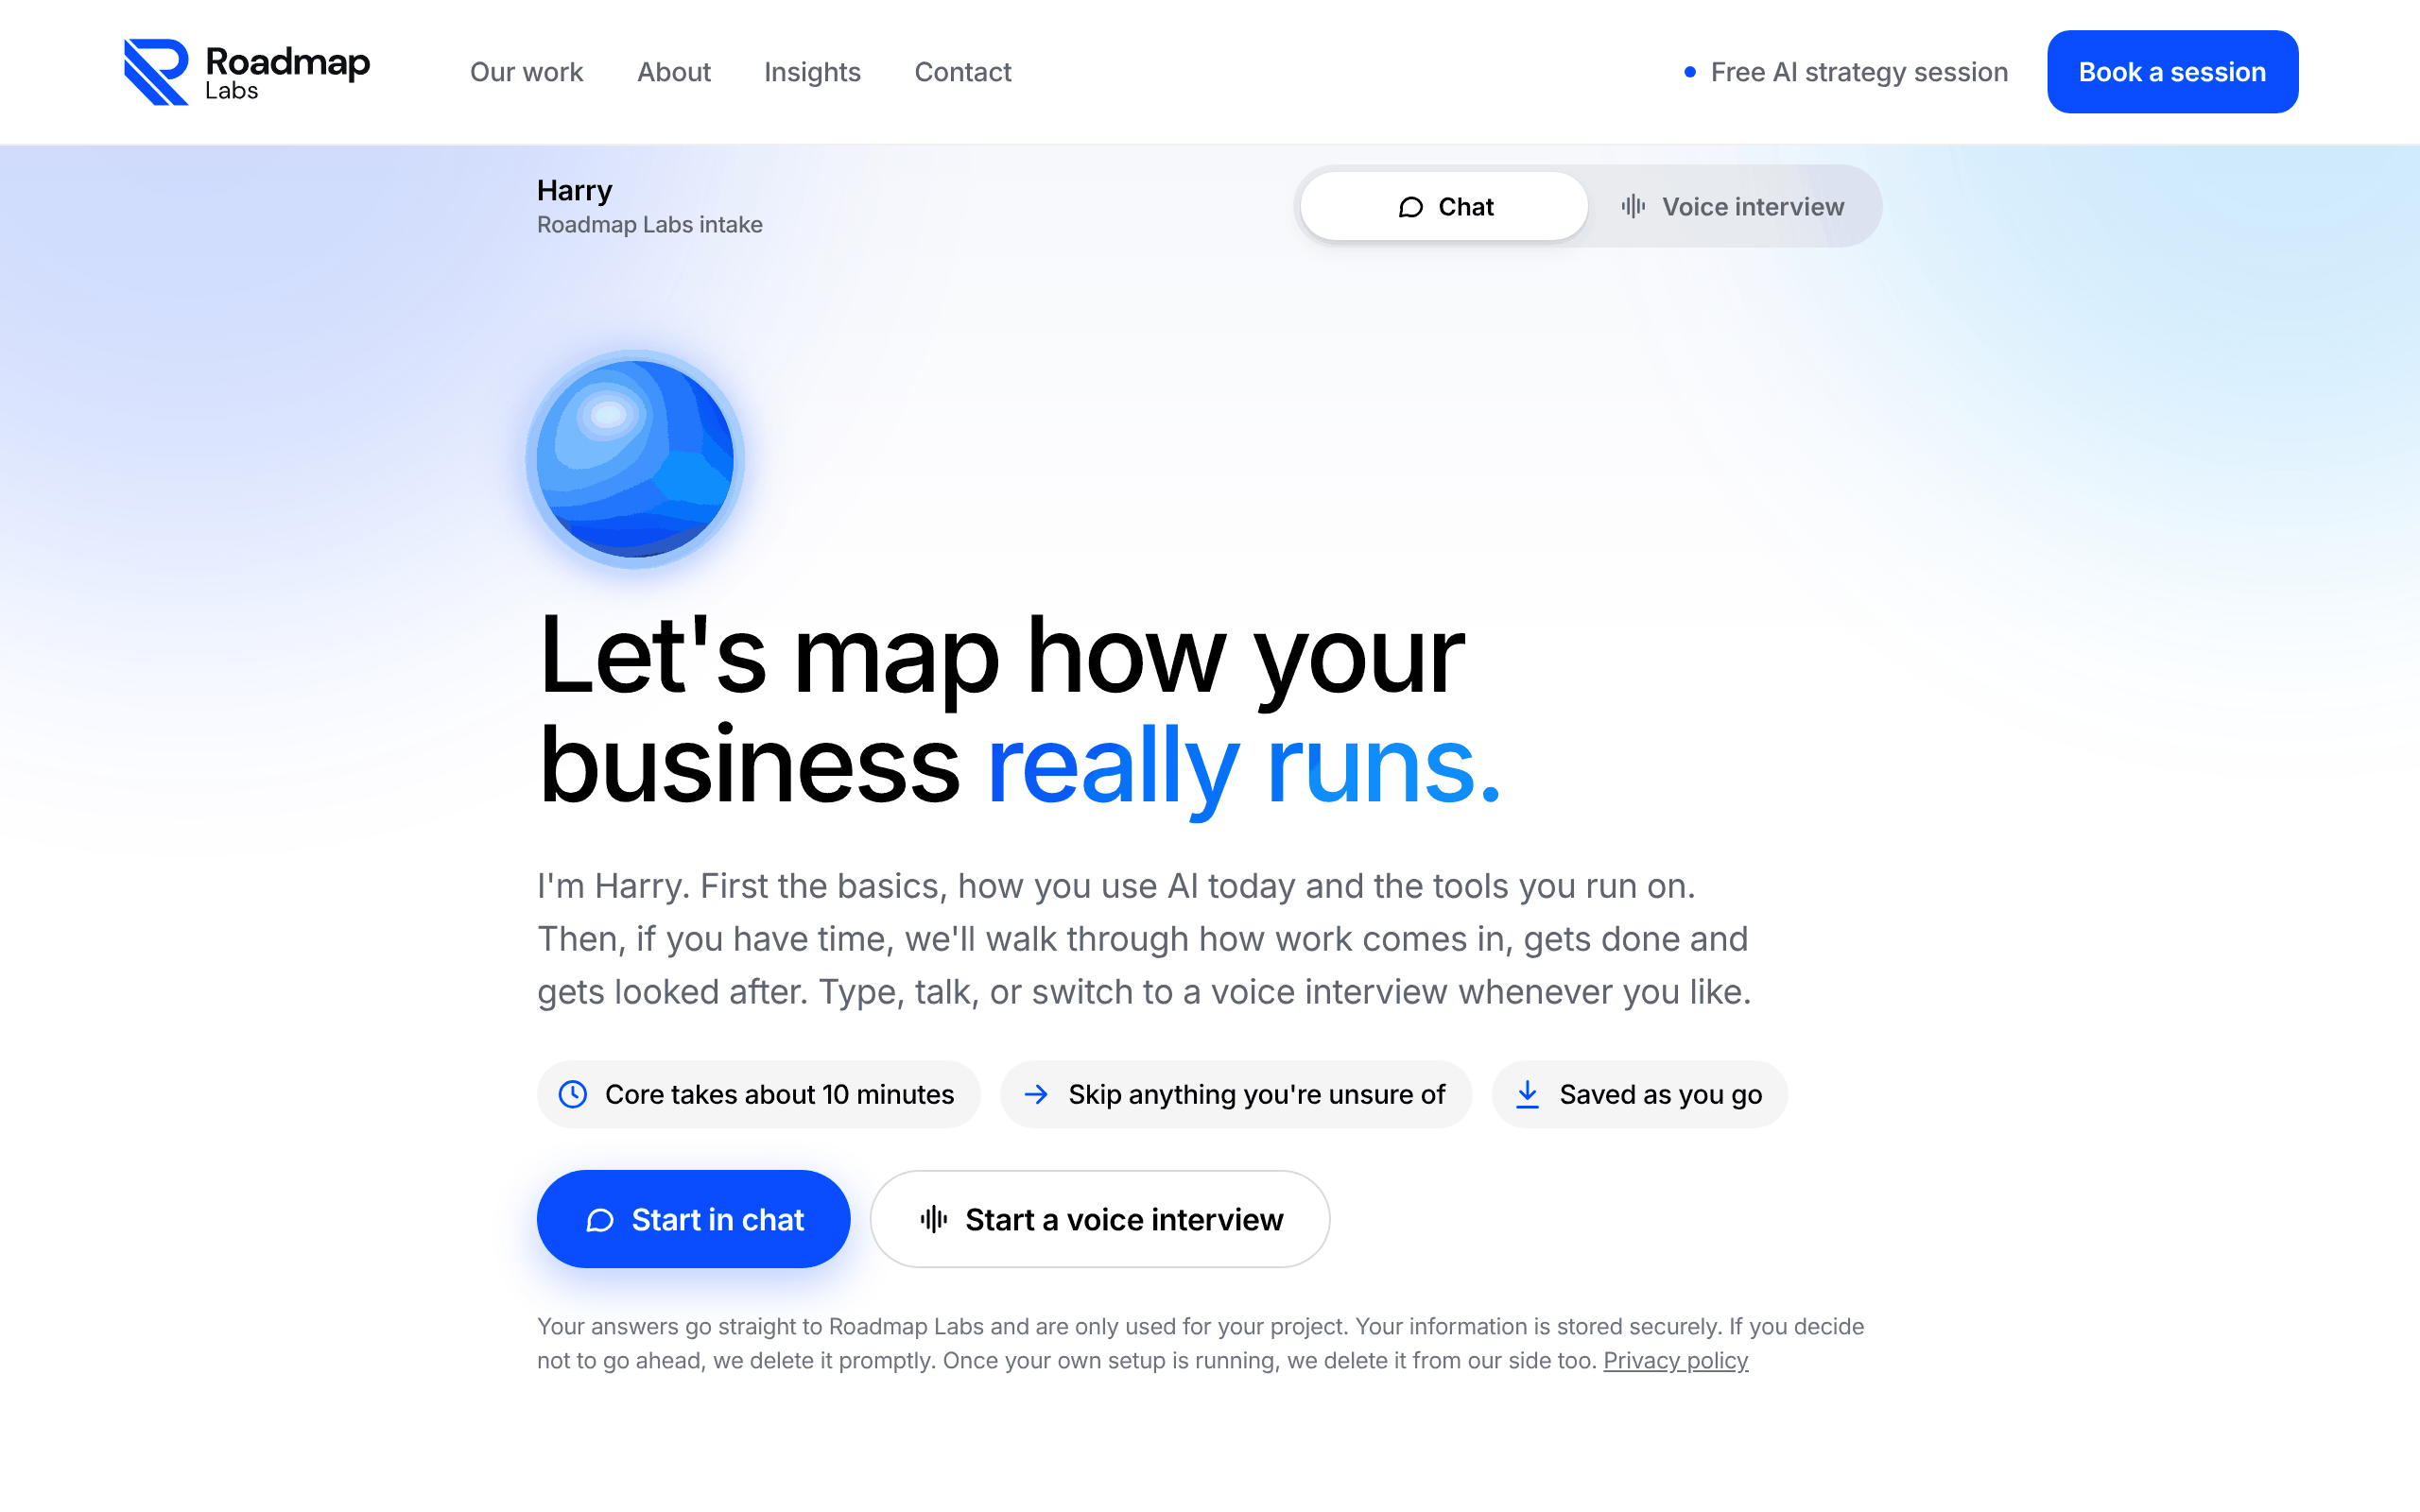 Roadmap
Labs
Our work
About
Insights
Contact
Free AI strategy session
Book a session
Harry
Roadmap Labs intake
Chat
Voice interview
Let's map how your
business really runs.
I'm Harry. First the basics, how you use AI today and the tools you run on.
Then, if you have time, we'll walk through how work comes in, gets done and
gets looked after. Type, talk, or switch to a voice interview whenever you like.
Core takes about 10 minutes
Skip anything you're unsure of
Saved as you go
Start in chat
Start a voice interview
Your answers go straight to Roadmap Labs and are only used for your project. Your information is stored securely. If you decide
not to go ahead, we delete it promptly. Once your own setup is running, we delete it from our side too. Privacy policy